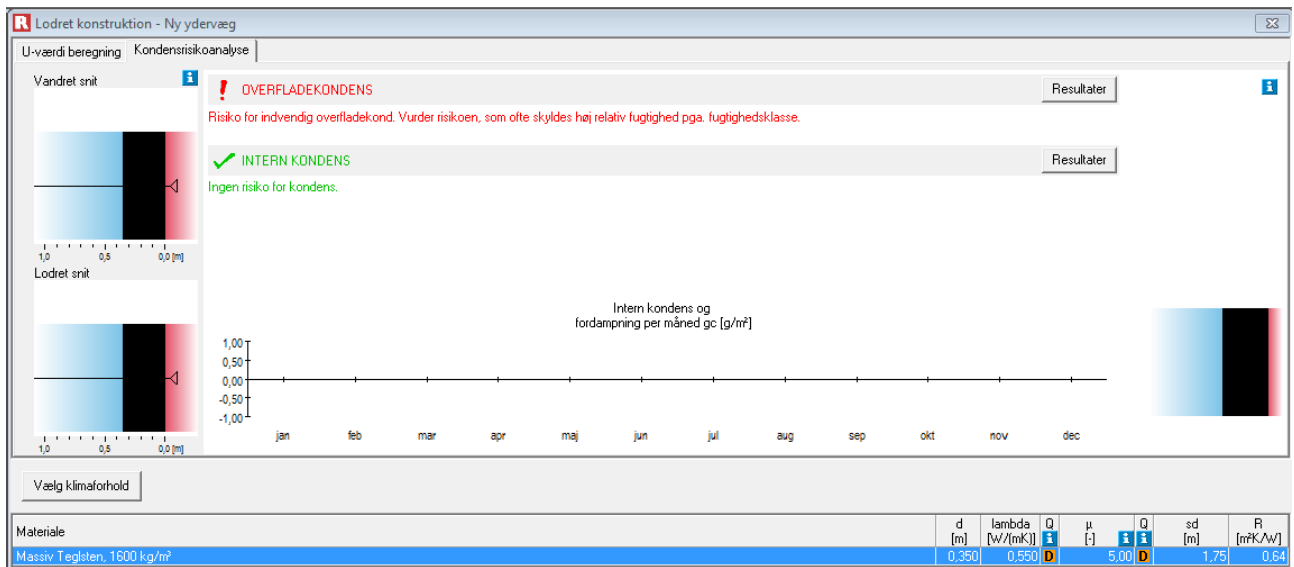 R Lodret konstruktion - Ny ydervæg
U-værdi beregning Kondensrisikoanalyse
Vandret snit
1,0 0,5 0,0 [m]
Lodret snit
1,0 0,5 0,0 [m]
! OVERFLADEKONDENS Resultater
Risiko for indvendig overfladekond. Vurder risikoen, som ofte skyldes høj relativ fugtighed pga. fugtighedsklasse.
INTERN KONDENS Resultater
Ingen risiko for kondens.
Intern kondens og
fordampning per måned gc [g/m²]
1,00
0,50
0,00
-0,50
-1,00
jan feb mar apr maj jun jul aug sep okt nov dec
Vælg klimaforhold
Materiale d [m] lambda [W/(mK)] Q µ [-] Q sd [m] R [m²K/W]
Massiv Teglsten, 1600 kg/m³ 0,350 0,550 D 5,00 D 1,75 0,64